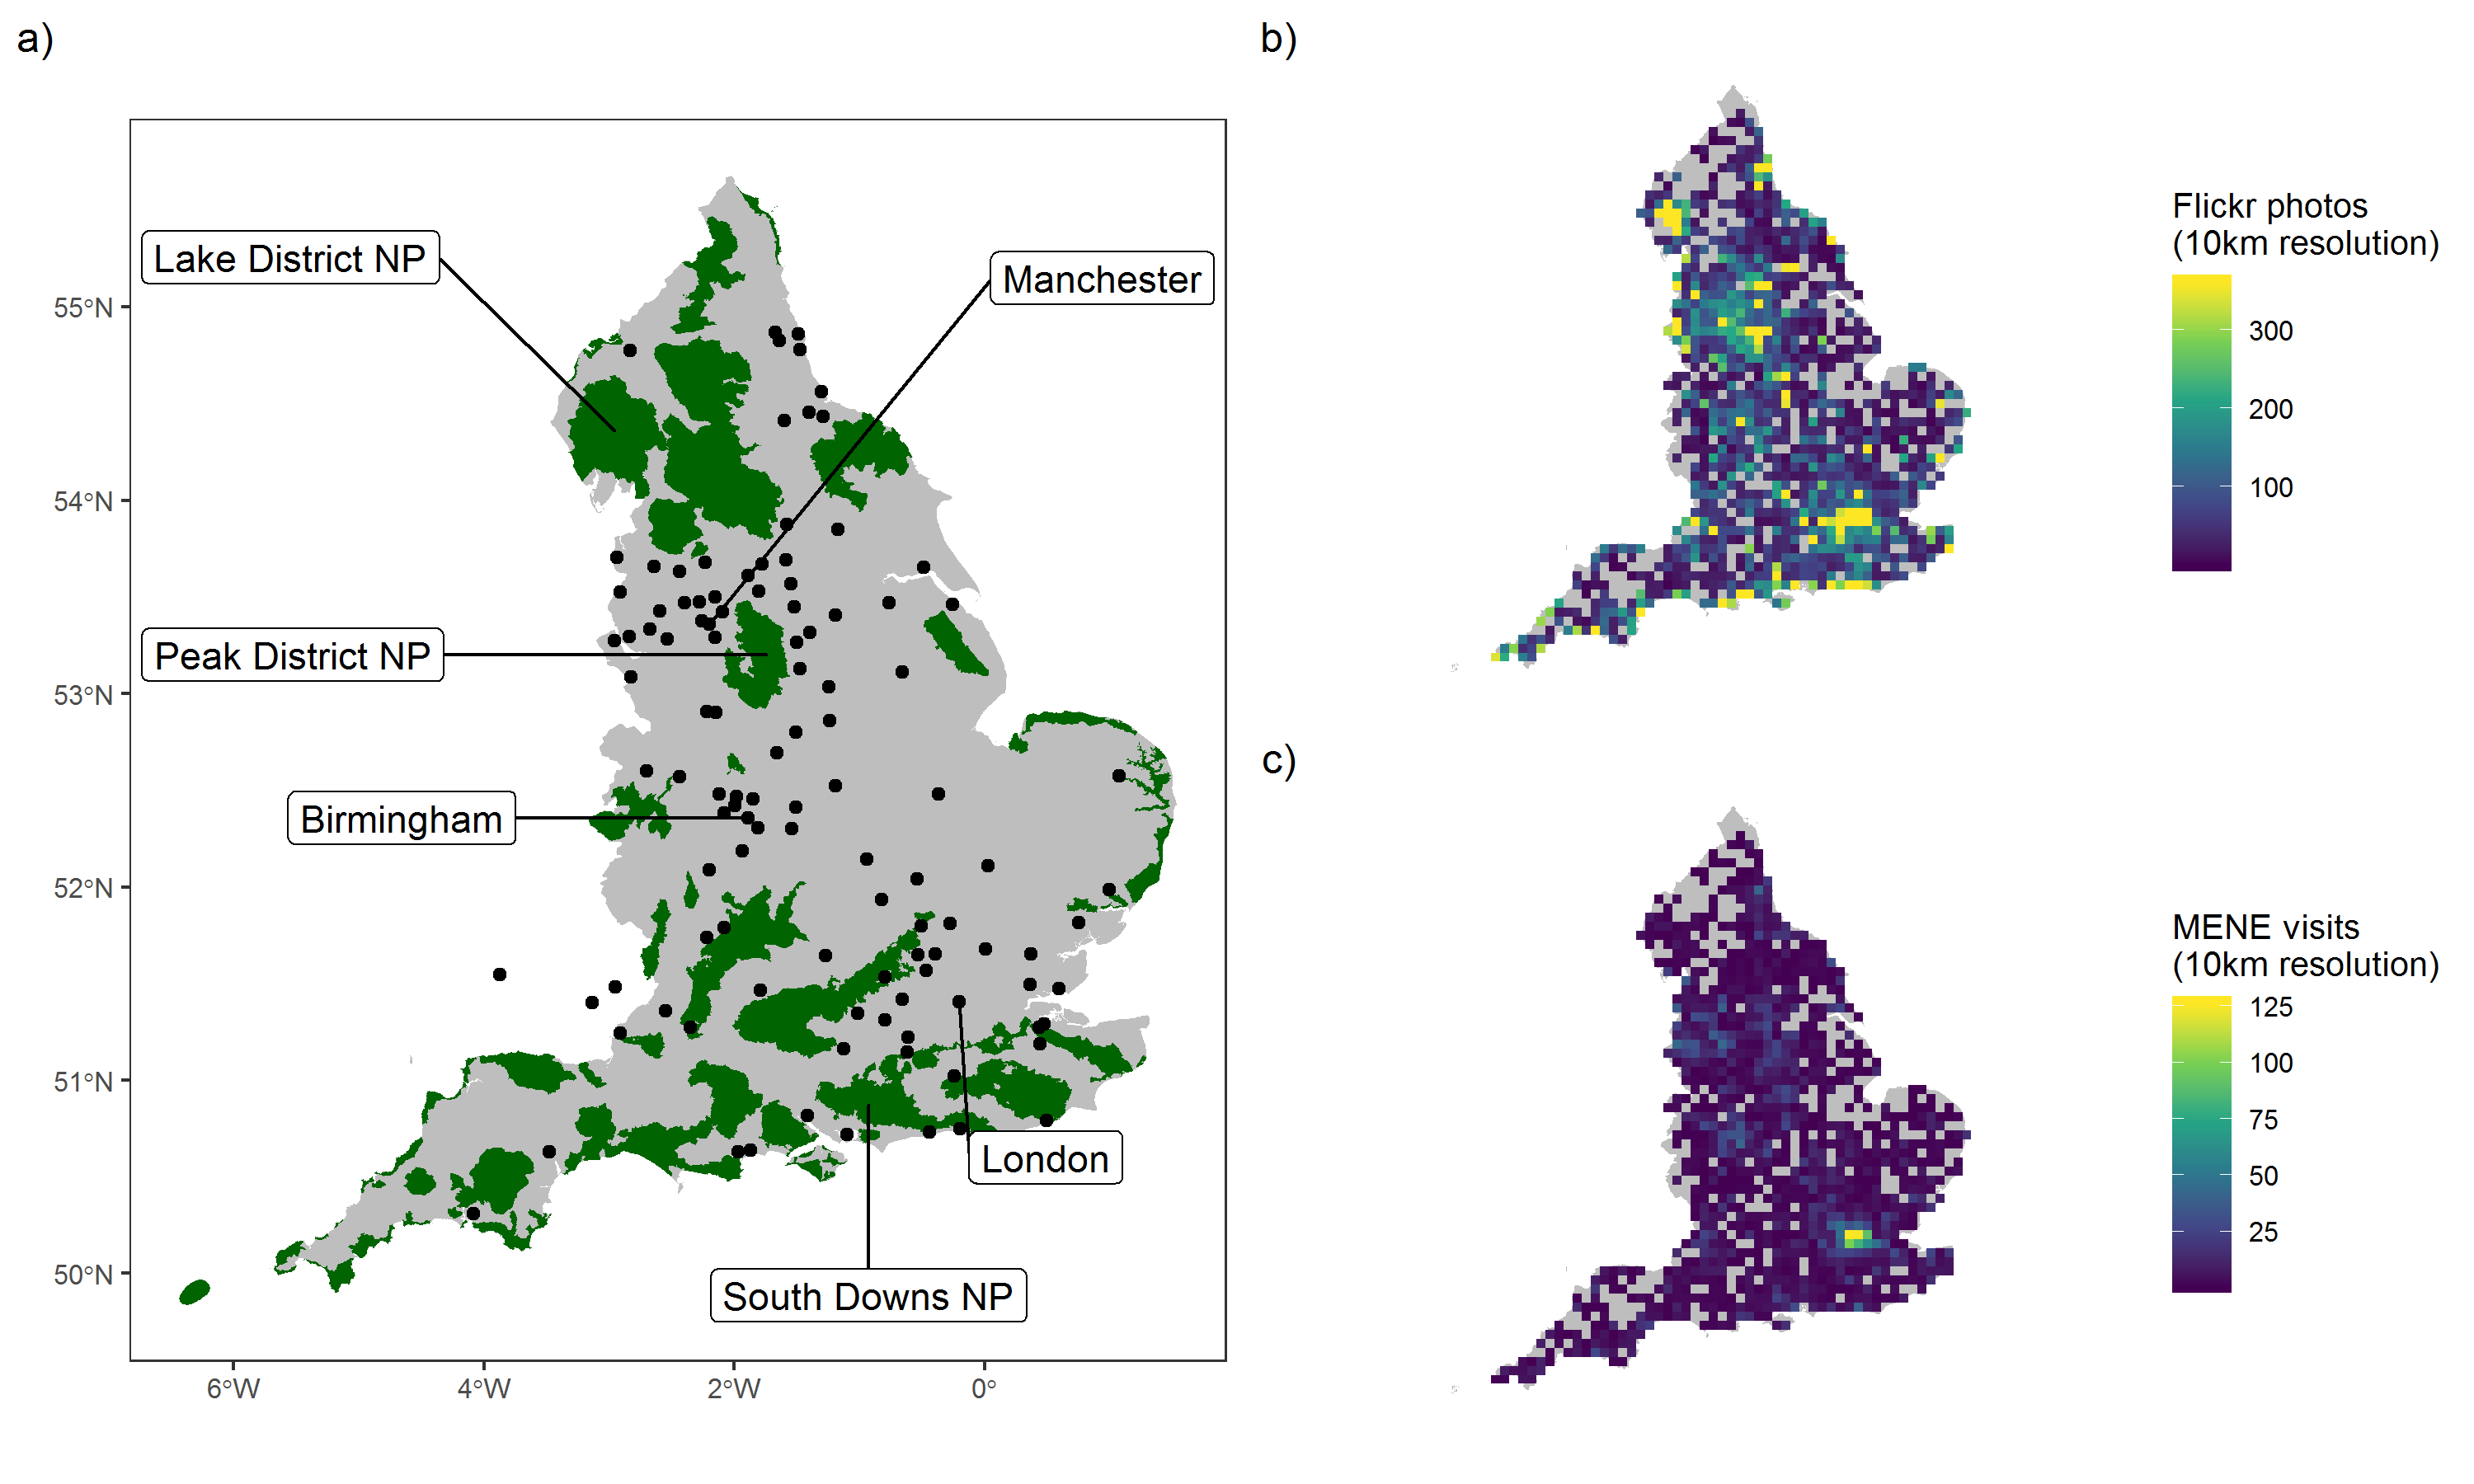 a)
Lake District NP
Manchester
Peak District NP
Birmingham
London
South Downs NP
55°N
54°N
53°N
52°N
51°N
50°N
6°W
4°W
2°W
0°
b)
Flickr photos
(10km resolution)
300
200
100
c)
MENE visits
(10km resolution)
125
100
75
50
25